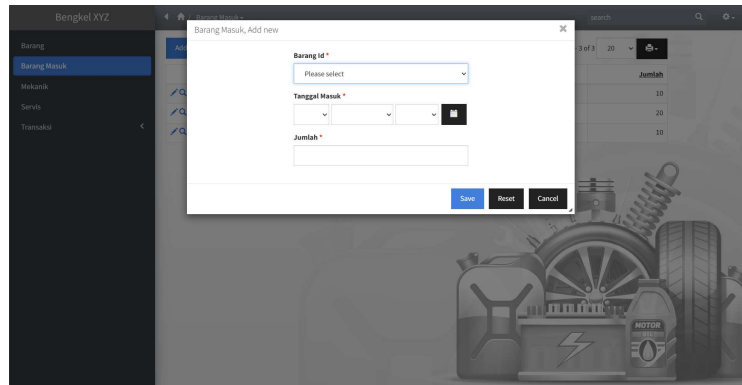 Bengkel XYZ
Barang Masuk
search
Barang Masuk, Add new
Barang
Add
3 of 3
20
Barang Id *
Barang Masuk
Please select
Jumlah
Mekanik
Tanggal Masuk *
10
Servis
20
Transaksi
Jumlah *
10
Save
Reset
Cancel
MOTOR